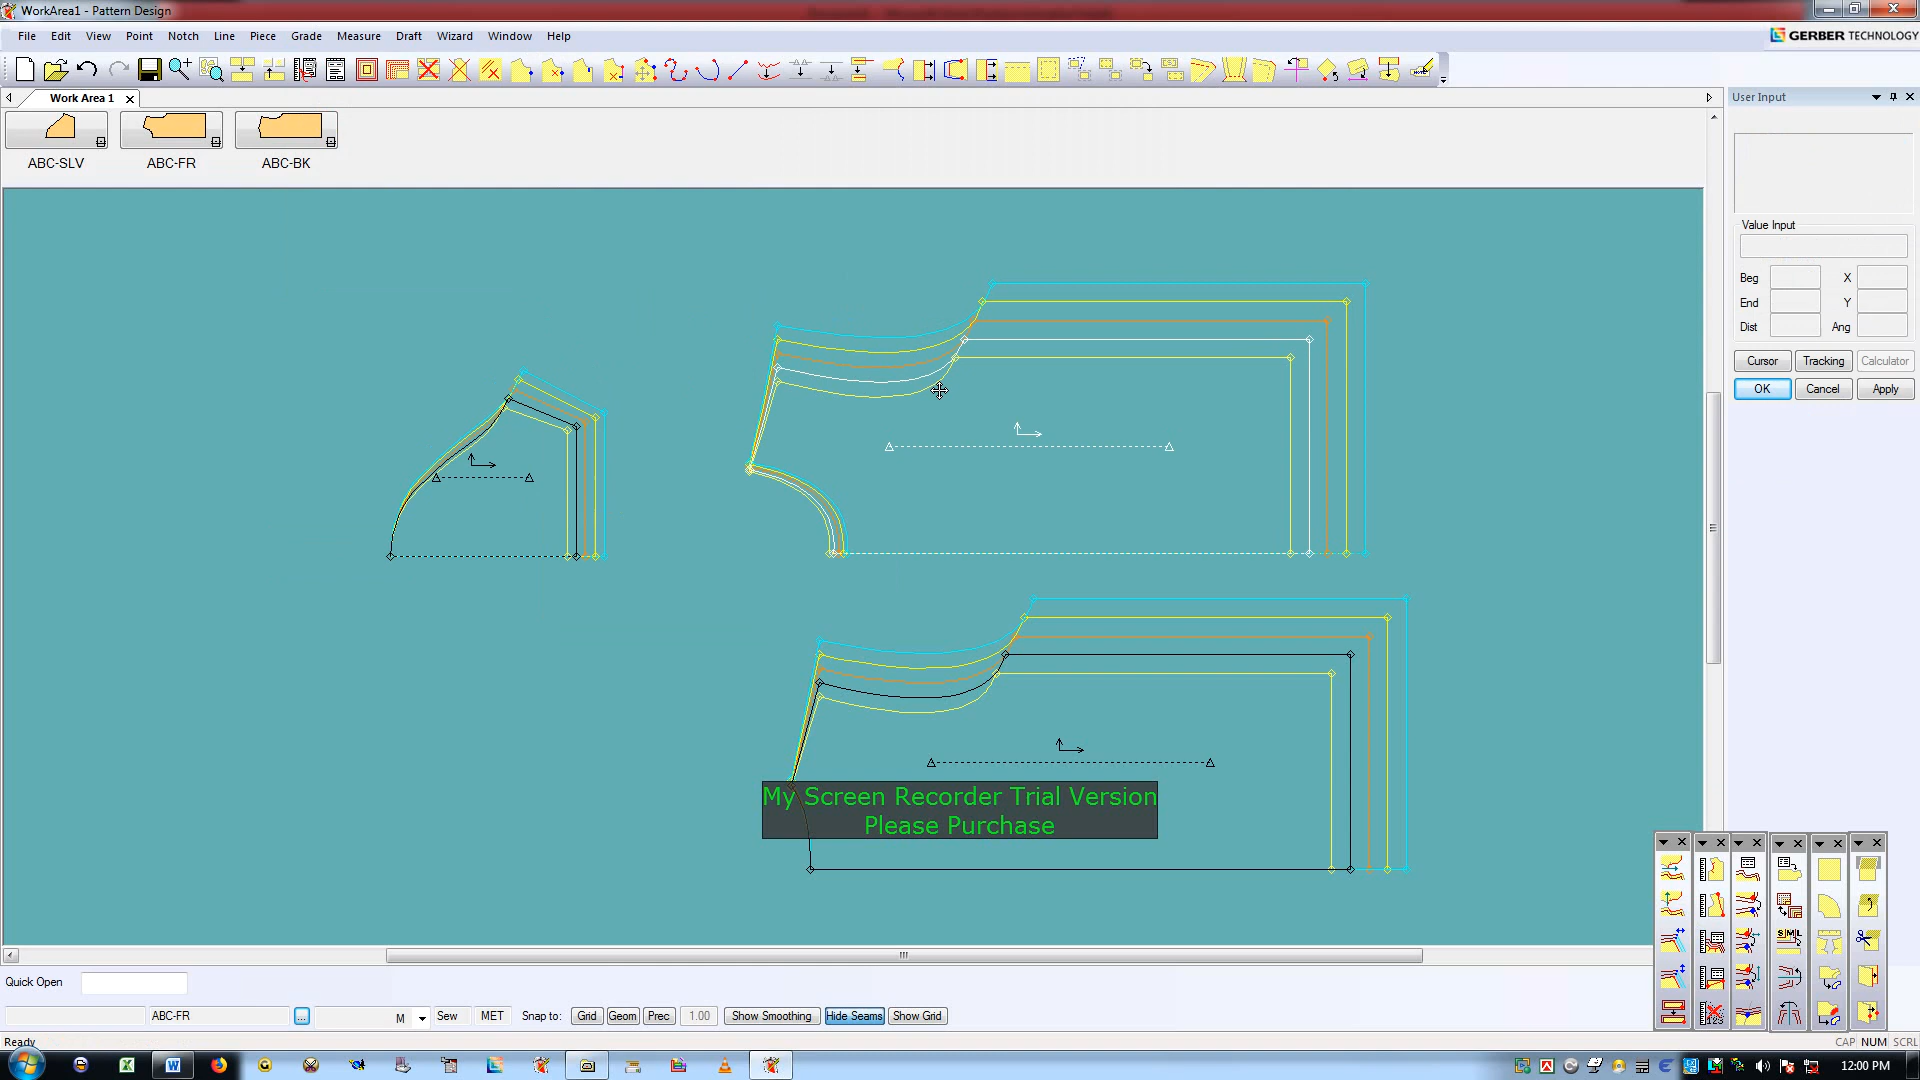 WorkArea1 - Pattern Design
File Edit View Point Notch Line Piece Grade Measure Draft Wizard Window Help
GERBER TECHNOLOGY
Work Area 1
User Input
ABC-SLV ABC-FR ABC-BK
Value Input
Beg X
End Y
Dist Ang
Cursor Tracking Calculator
OK Cancel Apply
My Screen Recorder Trial Version
Please Purchase
Quick Open
ABC-FR ... M Sew MET Snap to: Grid Geom Prec 1.00 Show Smoothing Hide Seams Show Grid
Ready
CAP NUM SCRL
12:00 PM